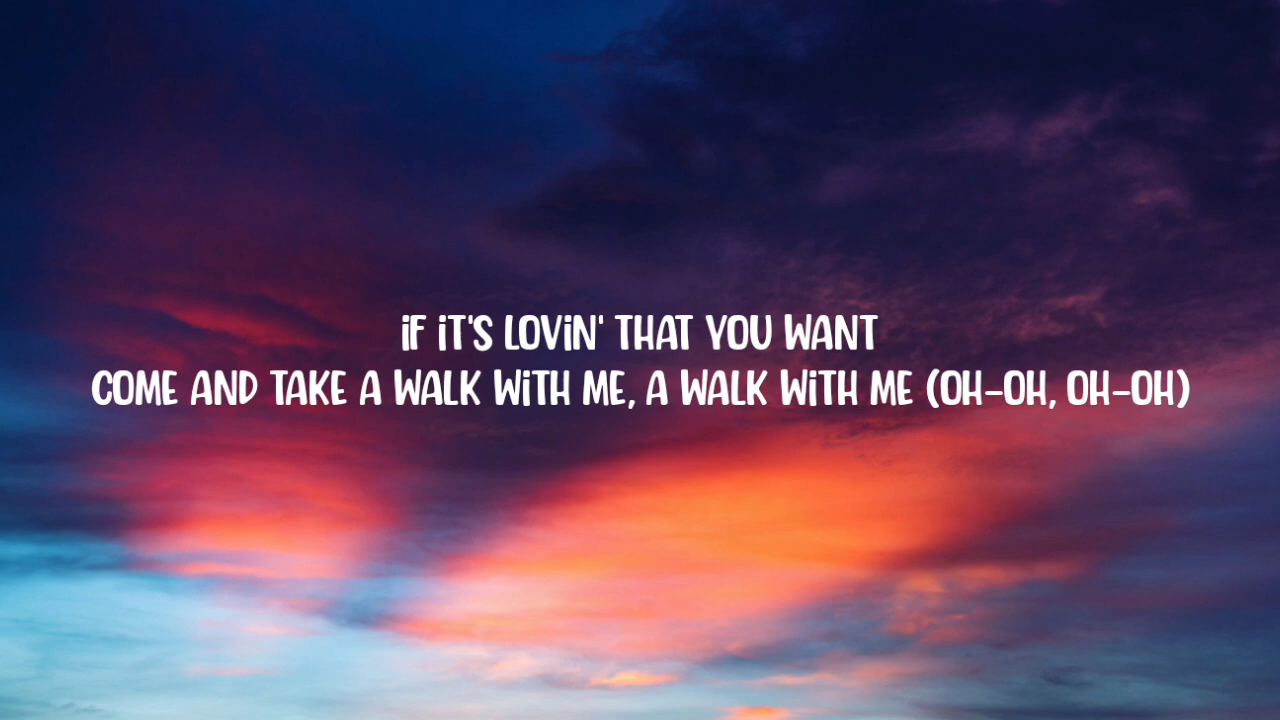 IF IT'S LOVIN' THAT YOU WANT
COME AND TAKE A WALK WITH ME, A WALK WITH ME (OH-OH, OH-OH)